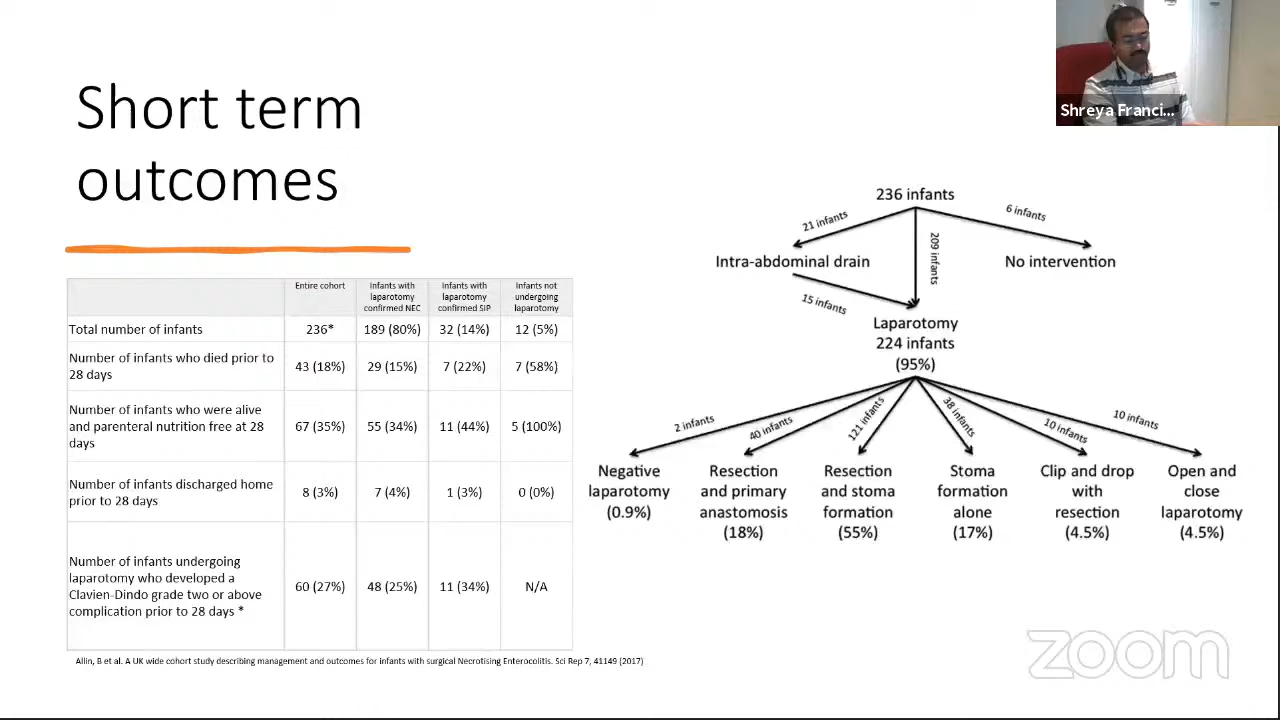 Shreya Franci...
Short term
outcomes
Entire cohort
Infants with
laparotomy
confirmed NEC
Infants with
laparotomy
confirmed SIP
Infants not
undergoing
laparotomy
Total number of infants
236*
189 (80%)
32 (14%)
12 (5%)
Number of infants who died prior to
28 days
43 (18%)
29 (15%)
7 (22%)
7 (58%)
Number of infants who were alive
and parenteral nutrition free at 28
days
67 (35%)
55 (34%)
11 (44%)
5 (100%)
Number of infants discharged home
prior to 28 days
8 (3%)
7 (4%)
1 (3%)
0 (0%)
Number of infants undergoing
laparotomy who developed a
Clavien-Dindo grade two or above
complication prior to 28 days *
60 (27%)
48 (25%)
11 (34%)
N/A
Allin, B et al. A UK wide cohort study describing management and outcomes for infants with surgical Necrotising Enterocolitis. Sci Rep 7, 41149 (2017)
236 infants
21 infants
209 infants
6 infants
Intra-abdominal drain
No intervention
15 infants
Laparotomy
224 infants
(95%)
2 infants
40 infants
121 infants
38 infants
10 infants
10 infants
Negative
laparotomy
(0.9%)
Resection
and primary
anastomosis
(18%)
Resection
and stoma
formation
(55%)
Stoma
formation
alone
(17%)
Clip and drop
with
resection
(4.5%)
Open and
close
laparotomy
(4.5%)
zoom